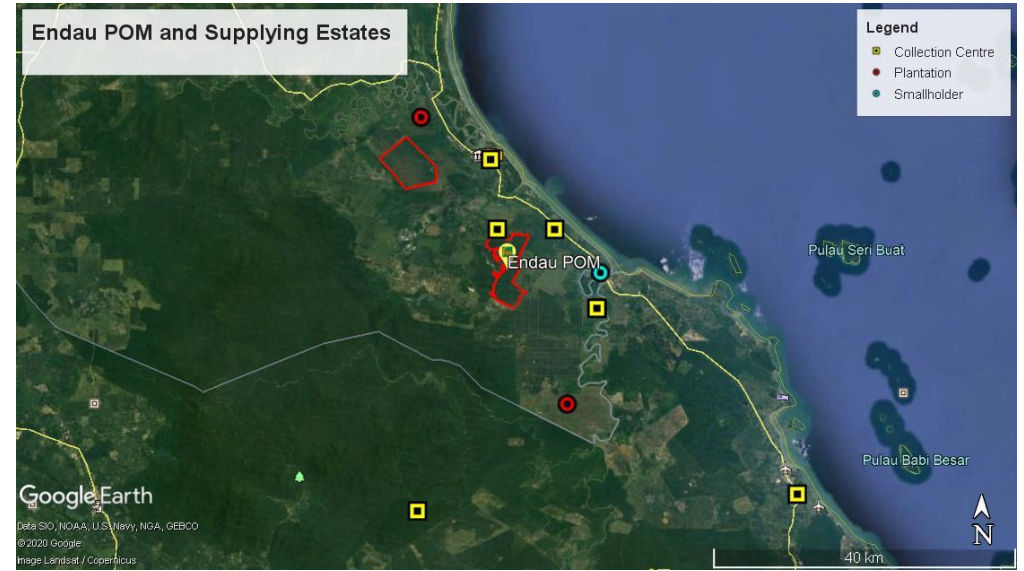 Endau POM and Supplying Estates
Legend
Collection Centre
Plantation
Smallholder
Pulau Seri Buat
Endau POM
Pulau Babi Besar
Google Earth
Data SIO, NOAA, U.S. Navy, NGA, GEBCO
©2020 Google
Image Landsat / Copernicus
N
40 km